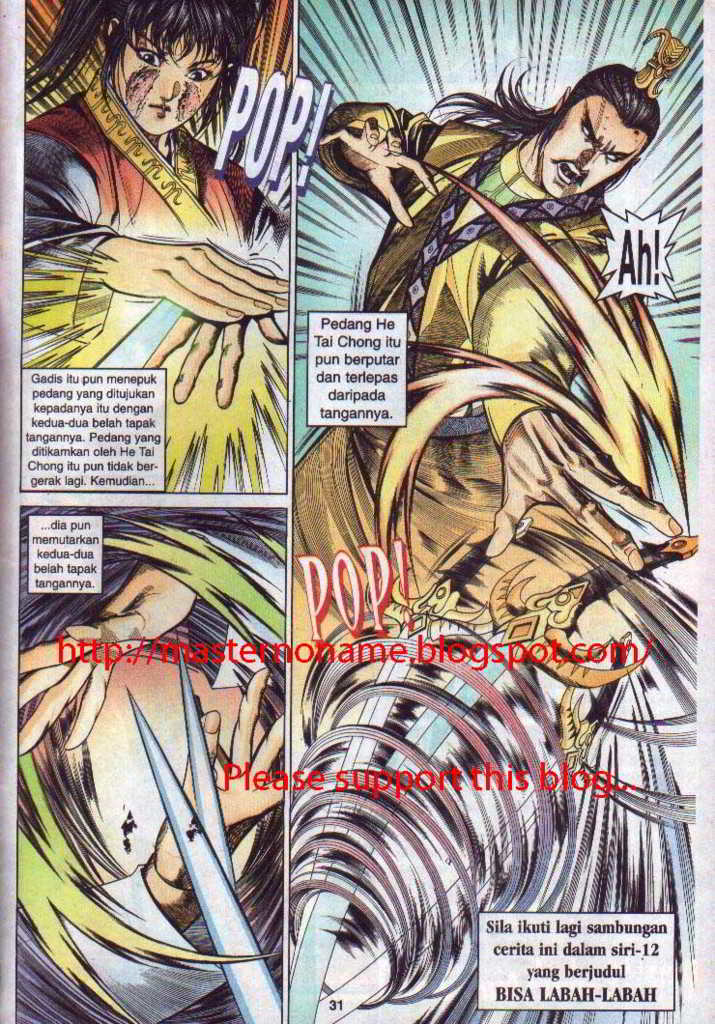 POP!
Gadis itu pun menepuk
pedang yang ditujukan
kepadanya itu dengan
kedua-dua belah tapak
tangannya. Pedang yang
ditikamkan oleh He Tai
Chong itu pun tidak ber-
gerak lagi. Kemudian...
Ah!
Pedang He
Tai Chong itu
pun berputar
dan terlepas
daripada
tangannya.
...dia pun
memutarkan
kedua-dua
belah tapak
tangannya.
POP!
http://masternoname.blogspot.com/
Please support this blog...
Sila ikuti lagi sambungan
cerita ini dalam siri-12
yang berjudul
BISA LABAH-LABAH
31